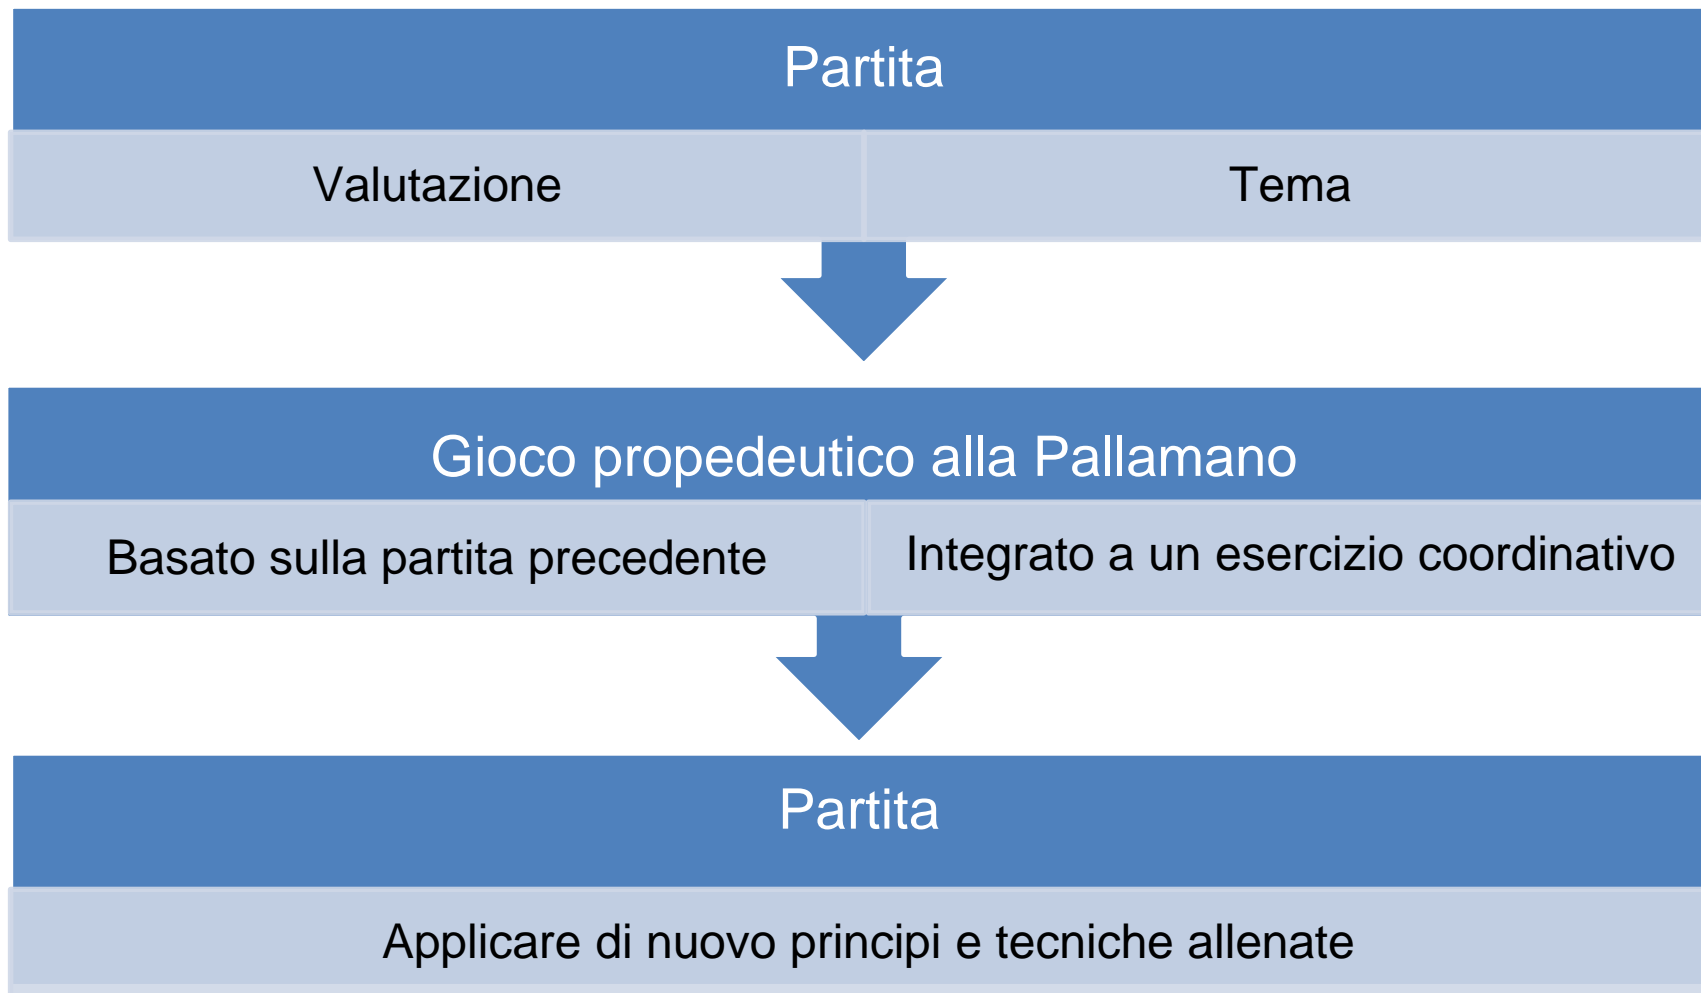 Partita
Valutazione
Tema
Gioco propedeutico alla Pallamano
Basato sulla partita precedente
Integrato a un esercizio coordinativo
Partita
Applicare di nuovo principi e tecniche allenate